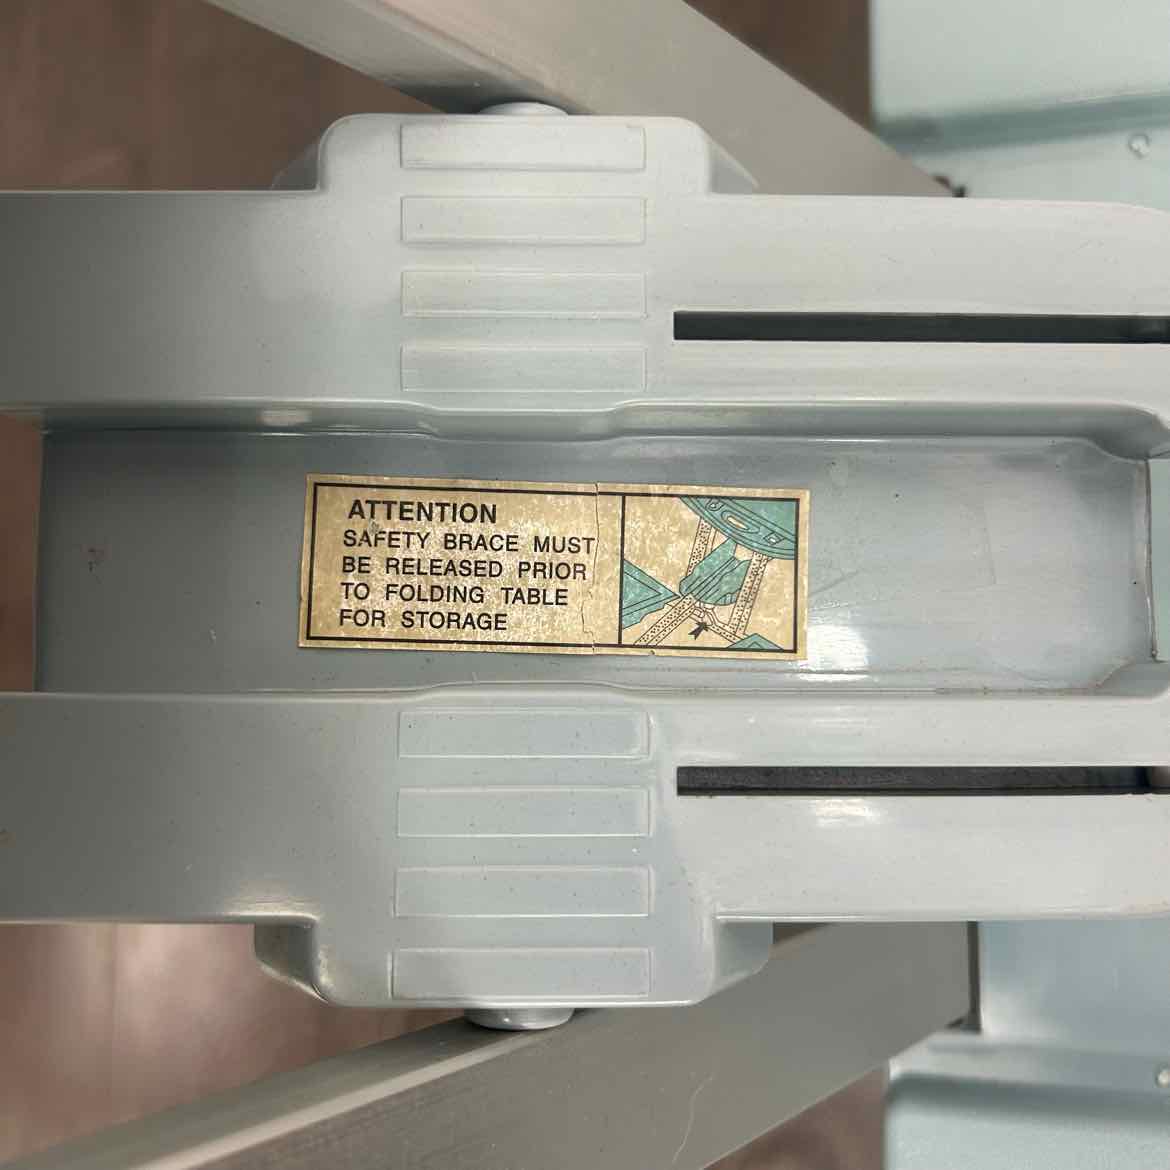 ATTENTION
SAFETY BRACE MUST
BE RELEASED PRIOR
TO FOLDING TABLE
FOR STORAGE